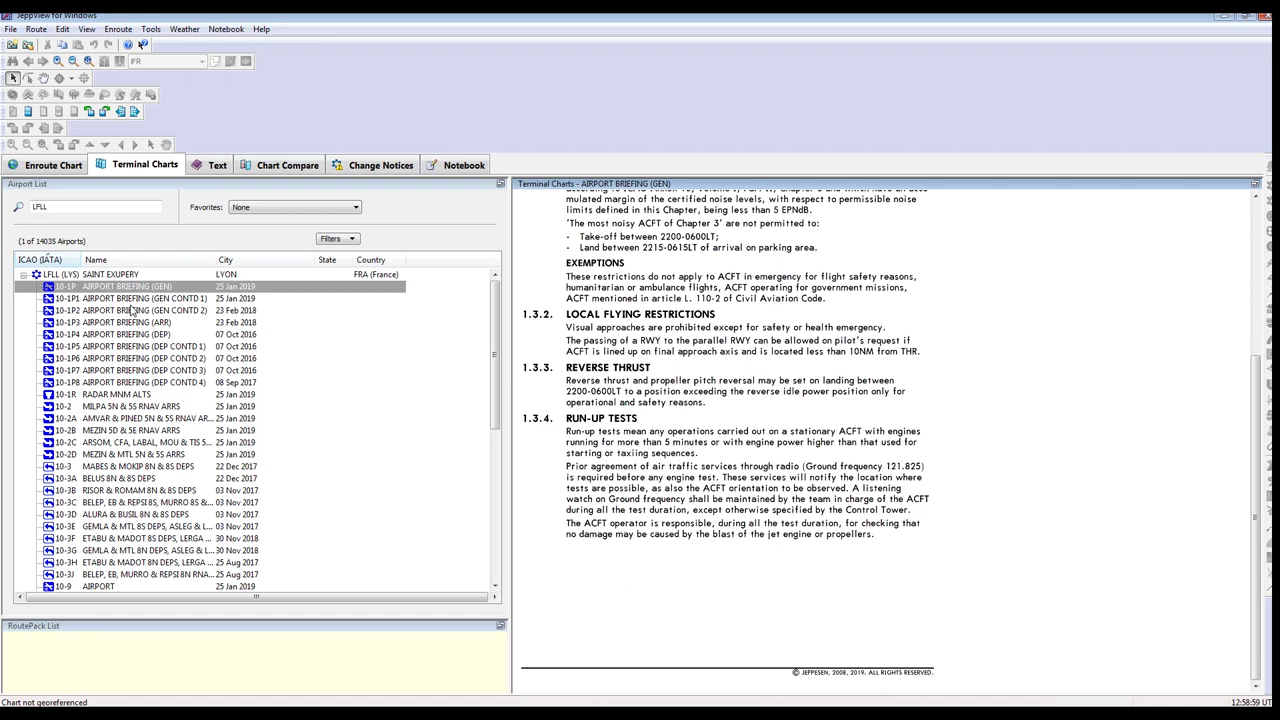 JeppView for Windows
File Route Edit View Enroute Tools Weather Notebook Help
IFR
Enroute Chart Terminal Charts Text Chart Compare Change Notices Notebook
Airport List
LFLL Favorites: None
(1 of 14035 Airports) Filters
ICAO (IATA) Name City State Country
LFLL (LYS) SAINT EXUPERY LYON FRA (France)
10-1P AIRPORT BRIEFING (GEN) 25 Jan 2019
10-1P1 AIRPORT BRIEFING (GEN CONTD 1) 25 Jan 2019
10-1P2 AIRPORT BRIEFING (GEN CONTD 2) 23 Feb 2018
10-1P3 AIRPORT BRIEFING (ARR) 23 Feb 2018
10-1P4 AIRPORT BRIEFING (DEP) 07 Oct 2016
10-1P5 AIRPORT BRIEFING (DEP CONTD 1) 07 Oct 2016
10-1P6 AIRPORT BRIEFING (DEP CONTD 2) 07 Oct 2016
10-1P7 AIRPORT BRIEFING (DEP CONTD 3) 07 Oct 2016
10-1P8 AIRPORT BRIEFING (DEP CONTD 4) 08 Sep 2017
10-1R RADAR MNM ALTS 25 Jan 2019
10-2 MILPA 5N & 5S RNAV ARRS 25 Jan 2019
10-2A AMVAR & PINED 5N & 5S RNAV AR... 25 Jan 2019
10-2B MEZIN 5D & 5E RNAV ARRS 25 Jan 2019
10-2C ARSOM, CFA, LABAL, MOU & TIS 5... 25 Jan 2019
10-2D MEZIN & MTL 5N & 5S ARRS 25 Jan 2019
10-3 MABES & MOKIP 8N & 8S DEPS 22 Dec 2017
10-3A BELUS 8N & 8S DEPS 22 Dec 2017
10-3B RISOR & ROMAM 8N & 8S DEPS 03 Nov 2017
10-3C BELEP, EB & REPSI 8S, MURRO 8S &... 03 Nov 2017
10-3D ALURA & BUSIL 8N & 8S DEPS 03 Nov 2017
10-3E GEMLA & MTL 8S DEPS, ASLEG & L... 03 Nov 2017
10-3F ETABU & MADOT 8S DEPS, LERGA ... 30 Nov 2018
10-3G GEMLA & MTL 8N DEPS, ASLEG & L... 30 Nov 2018
10-3H ETABU & MADOT 8N DEPS, LERGA ... 25 Aug 2017
10-3J BELEP, EB, MURRO & REPSI 8N RNA... 25 Aug 2017
10-9 AIRPORT 25 Jan 2019
RoutePack List
Chart not georeferenced
Terminal Charts - AIRPORT BRIEFING (GEN)
mulated margin of the certified noise levels, with respect to permissible noise
limits defined in this Chapter, being less than 5 EPNdB.
'The most noisy ACFT of Chapter 3' are not permitted to:
- Take-off between 2200-0600LT;
- Land between 2215-0615LT of arrival on parking area.
EXEMPTIONS
These restrictions do not apply to ACFT in emergency for flight safety reasons,
humanitarian or ambulance flights, ACFT operating for government missions,
ACFT mentioned in article L. 110-2 of Civil Aviation Code.
1.3.2. LOCAL FLYING RESTRICTIONS
Visual approaches are prohibited except for safety or health emergency.
The passing of a RWY to the parallel RWY can be allowed on pilot's request if
ACFT is lined up on final approach axis and is located less than 10NM from THR.
1.3.3. REVERSE THRUST
Reverse thrust and propeller pitch reversal may be set on landing between
2200-0600LT to a position exceeding the reverse idle power position only for
operational and safety reasons.
1.3.4. RUN-UP TESTS
Run-up tests mean any operations carried out on a stationary ACFT with engines
running for more than 5 minutes or with engine power higher than that used for
starting or taxiing sequences.
Prior agreement of air traffic services through radio (Ground frequency 121.825)
is required before any engine test. These services will notify the location where
tests are possible, as also the ACFT orientation to be observed. A listening
watch on Ground frequency shall be maintained by the team in charge of the ACFT
during all the test duration, except otherwise specified by the Control Tower.
The ACFT operator is responsible, during all the test duration, for checking that
no damage may be caused by the blast of the jet engine or propellers.
© JEPPESEN, 2008, 2019. ALL RIGHTS RESERVED.
12:58:59 UT